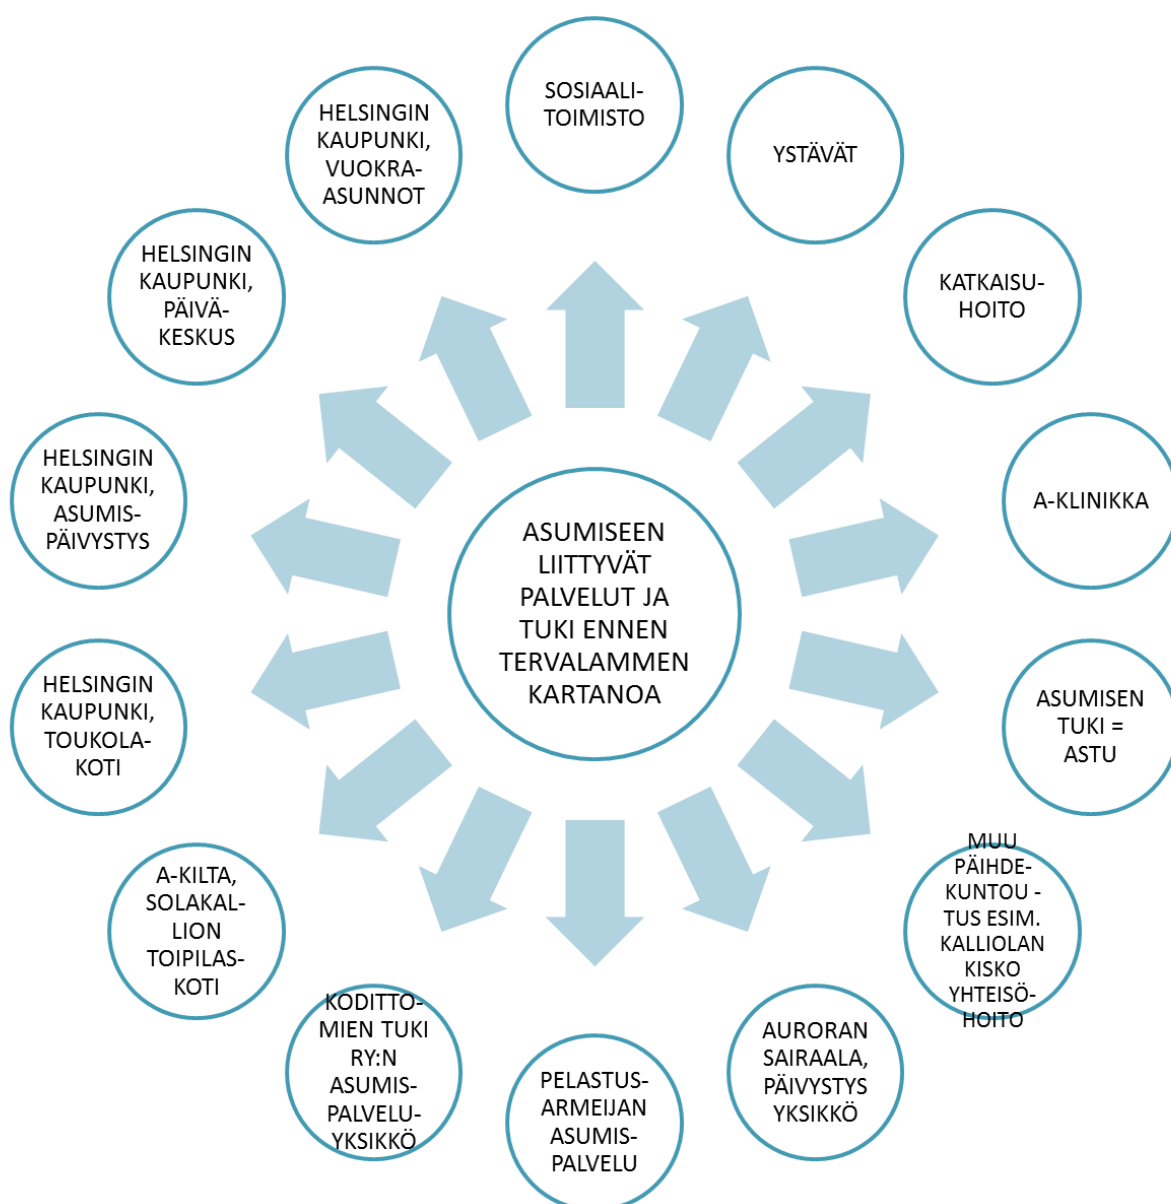 SOSIAALI-
TOIMISTO
YSTÄVÄT
KATKAISU-
HOITO
A-KLINIKKA
ASUMISEN
TUKI =
ASTU
MUU
PÄIHDE-
KUNTOU -
TUS ESIM.
KALLIOLAN
KISKO
YHTEISÖ-
HOITO
AURORAN
SAIRAALA,
PÄIVYSTYS
YKSIKKÖ
PELASTUS-
ARMEIJAN
ASUMIS-
PALVELU
KODITTO-
MIEN TUKI
RY:N
ASUMIS-
PALVELU-
YKSIKKÖ
A-KILTA,
SOLAKAL-
LION
TOIPILAS-
KOTI
HELSINGIN
KAUPUNKI,
TOUKOLA-
KOTI
HELSINGIN
KAUPUNKI,
ASUMIS-
PÄIVYSTYS
HELSINGIN
KAUPUNKI,
PÄIVÄ-
KESKUS
HELSINGIN
KAUPUNKI,
VUOKRA-
ASUNNOT
ASUMISEEN
LIITTYVÄT
PALVELUT JA
TUKI ENNEN
TERVALAMMEN
KARTANOA